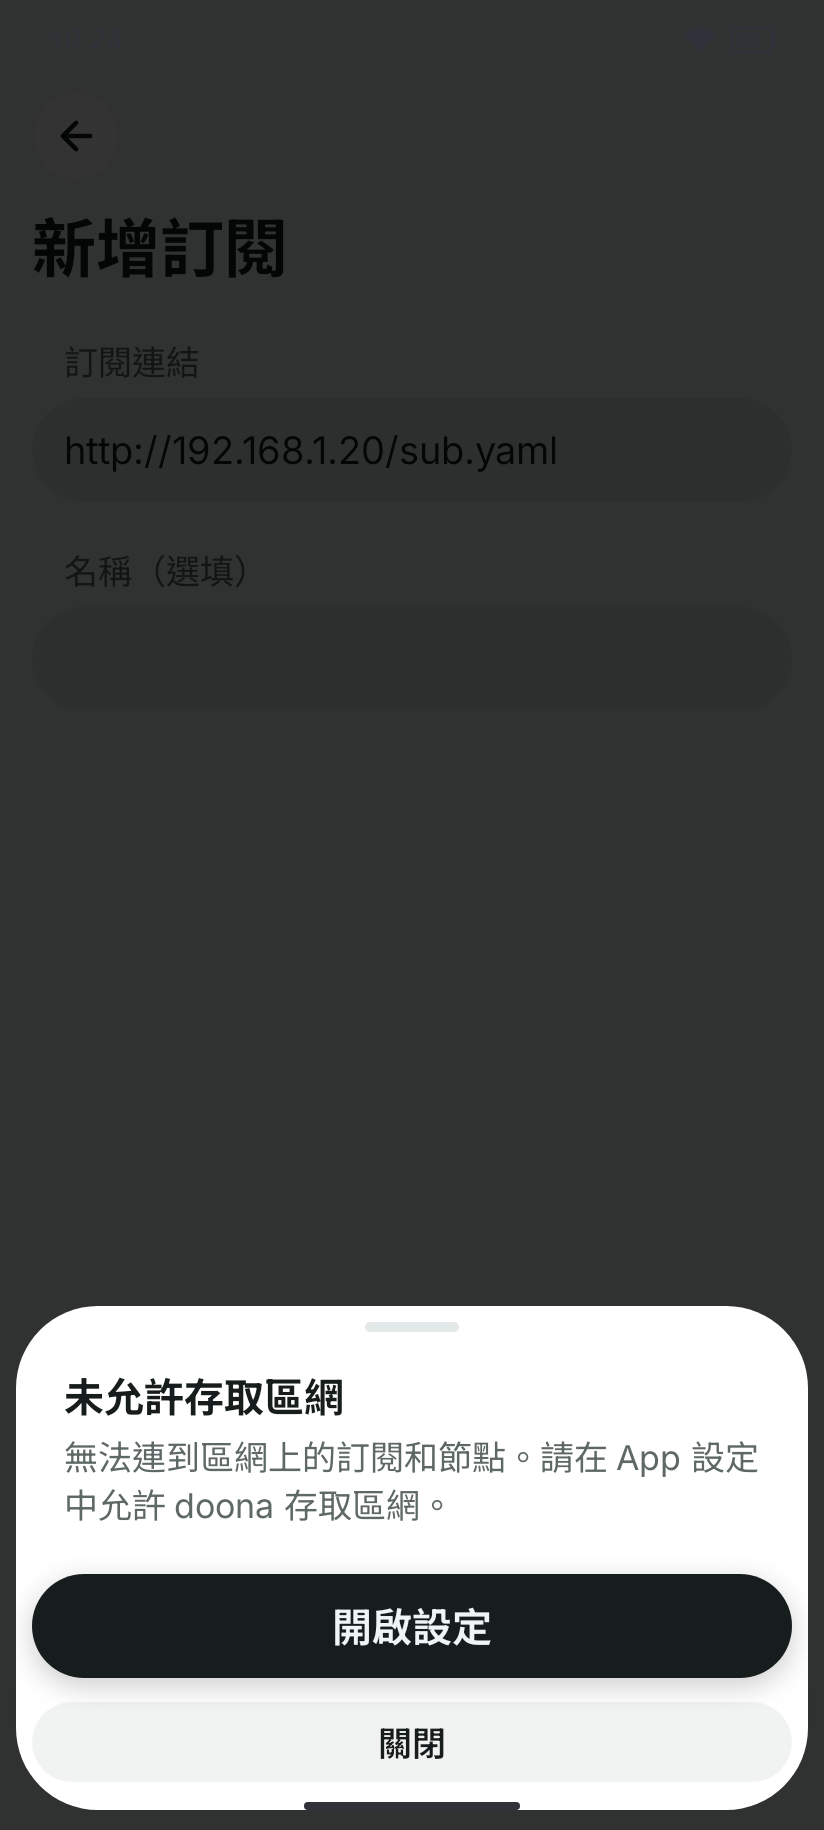 新增訂閱
訂閱連結
http://192.168.1.20/sub.yaml
名稱（選填）
未允許存取區網
無法連到區網上的訂閱和節點。請在 App 設定
中允許 doona 存取區網。
開啟設定
關閉